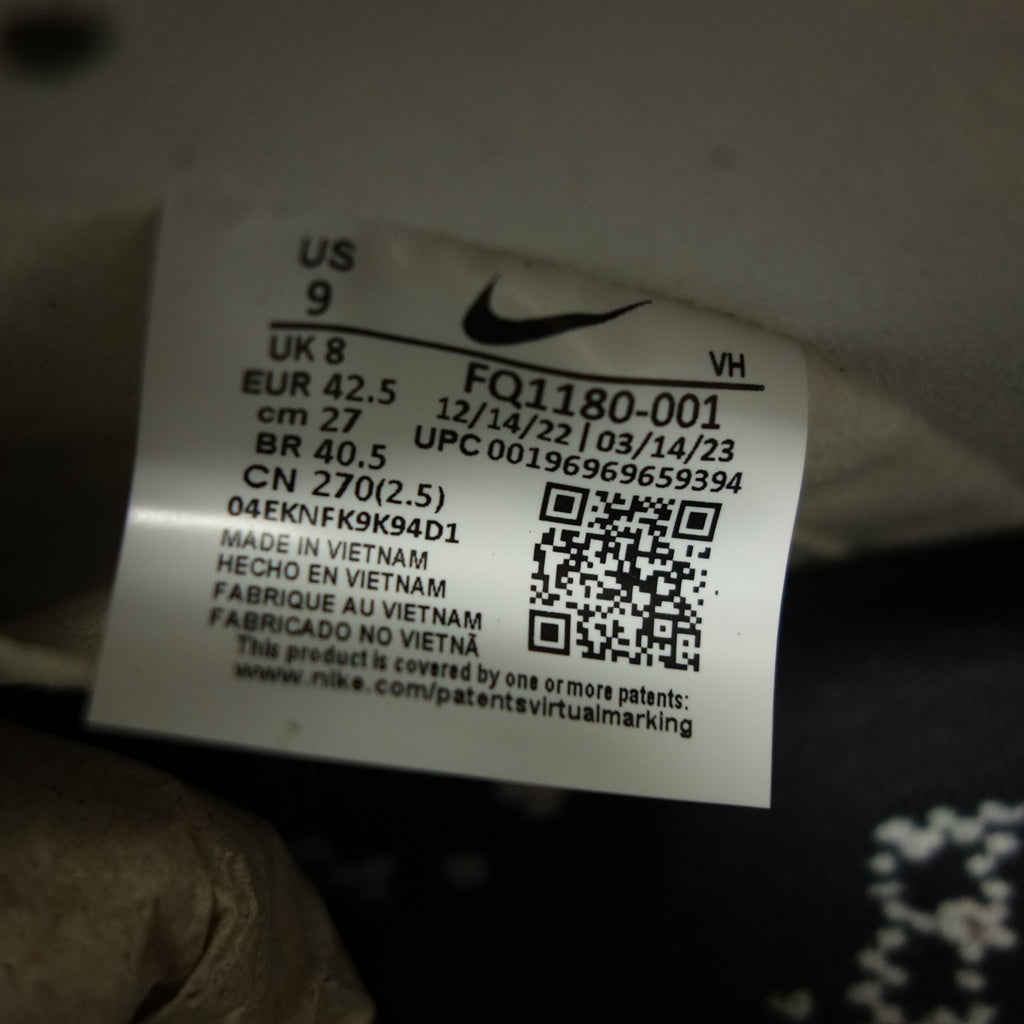 US
9
VH
UK 8
EUR 42.5
cm 27
BR 40.5
CN 270(2.5)
04EKNFK9K94D1
MADE IN VIETNAM
HECHO EN VIETNAM
FABRIQUE AU VIETNAM
FABRICADO NO VIETNÃ
FQ1180-001
12/14/22 | 03/14/23
UPC 00196969659394
This product is covered by one or more patents:
www.nike.com/patentsvirtualmarking